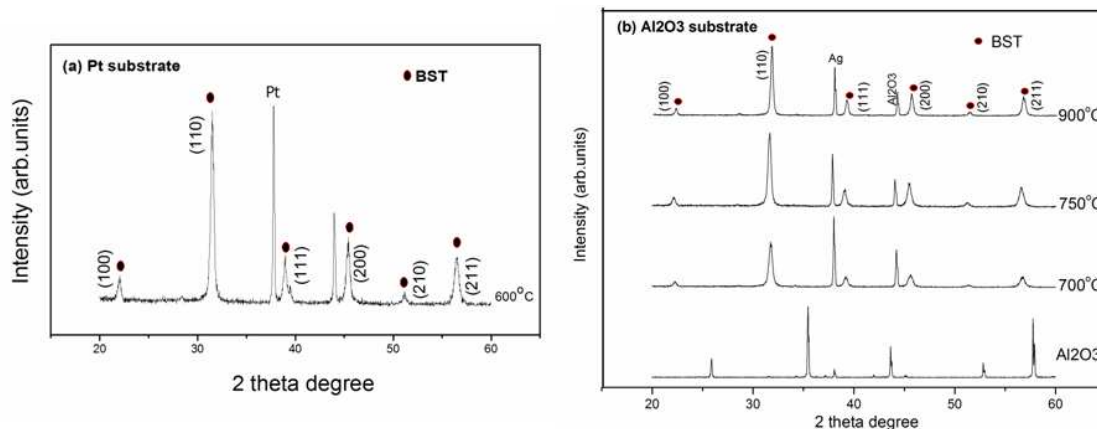 (a) Pt substrate
BST
Pt
(100)
(110)
(111)
(200)
(210)
(211)
600°C
20 30 40 50 60
2 theta degree
Intensity (arb.units)
(b) Al2O3 substrate
BST
(100)
(110)
Ag
(111)
Al2O3
(200)
(210)
(211)
900°C
750°C
700°C
Al2O3
20 30 40 50 60
2 theta degree
Intensity (arb.units)